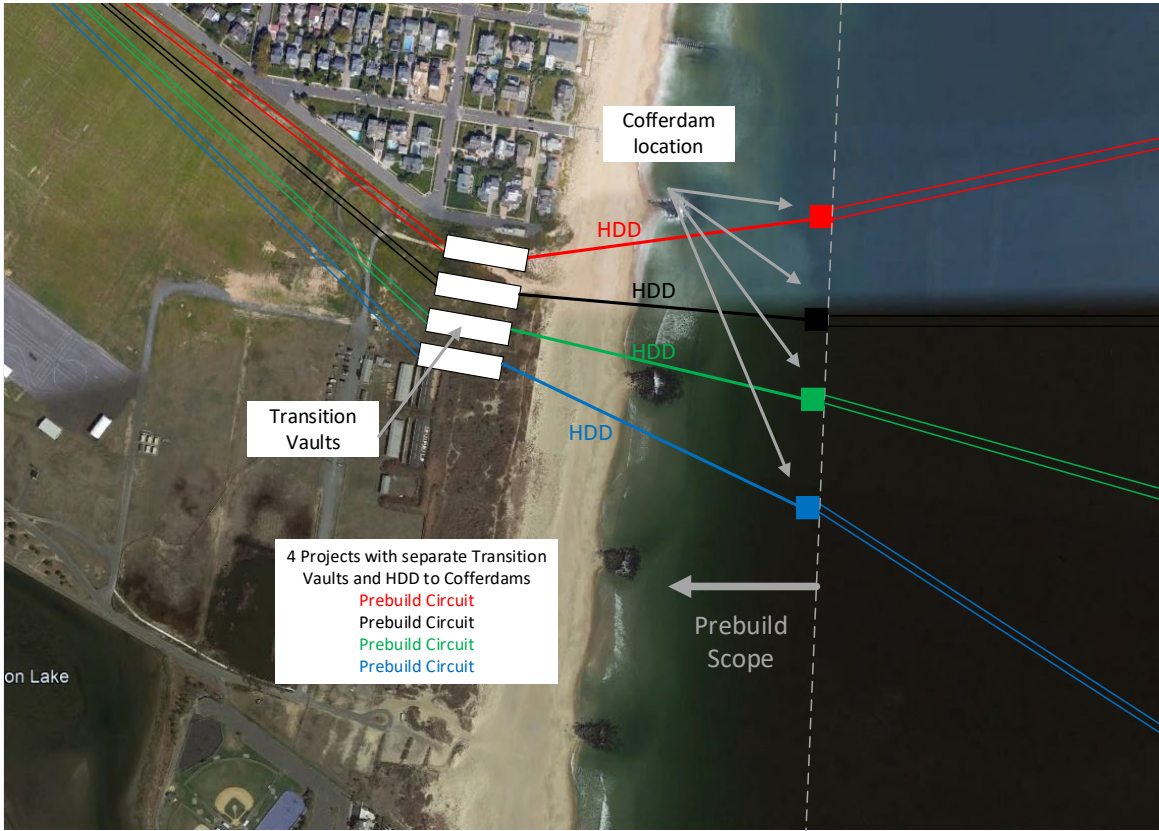 Cofferdam
location
HDD
HDD
HDD
HDD
Transition
Vaults
4 Projects with separate Transition
Vaults and HDD to Cofferdams
Prebuild Circuit
Prebuild Circuit
Prebuild Circuit
Prebuild Circuit
Prebuild
Scope
on Lake